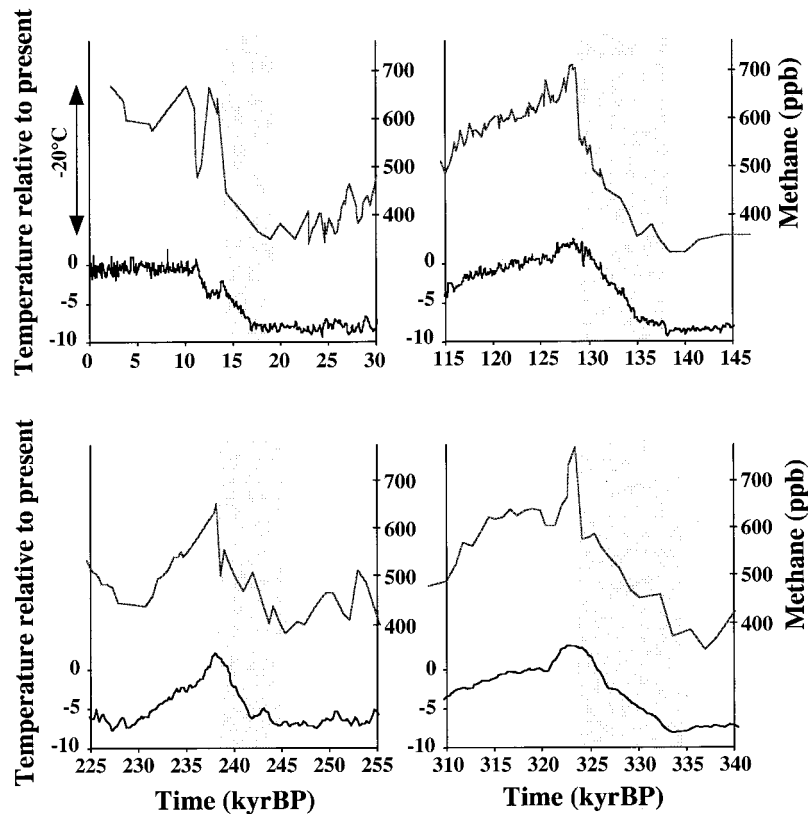 Temperature relative to present
-20°C
700
600
500
400
0
-5
-10
0 5 10 15 20 25 30
700
600
500
400
Methane (ppb)
0
-5
-10
115 120 125 130 135 140 145
Temperature relative to present
700
600
500
400
0
-5
-10
225 230 235 240 245 250 255
Time (kyrBP)
700
600
500
400
Methane (ppb)
0
-5
-10
310 315 320 325 330 335 340
Time (kyrBP)